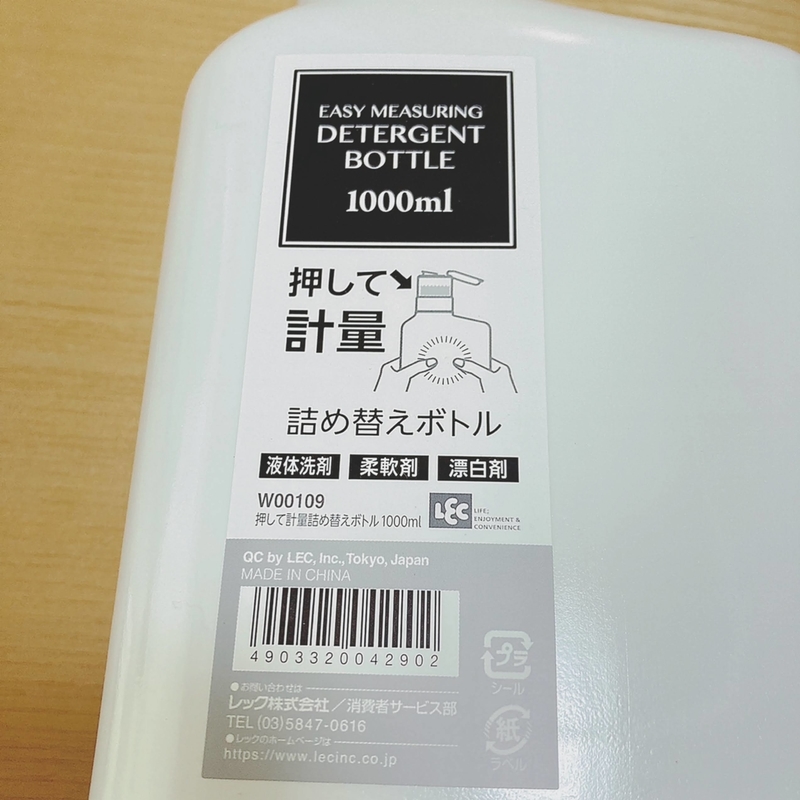 EASY MEASURING
DETERGENT
BOTTLE
1000ml
押して
計量
詰め替えボトル
液体洗剤 柔軟剤 漂白剤
W00109
押して計量詰め替えボトル1000ml
LEC
LIFE;
ENJOYMENT &
CONVENIENCE
QC by LEC, Inc., Tokyo, Japan
MADE IN CHINA
4903320042902
●お問い合わせは
レック株式会社/消費者サービス部
TEL (03)5847-0616
●レックのホームページは
https://www.lecinc.co.jp
プラ
シール
紙
ラベル